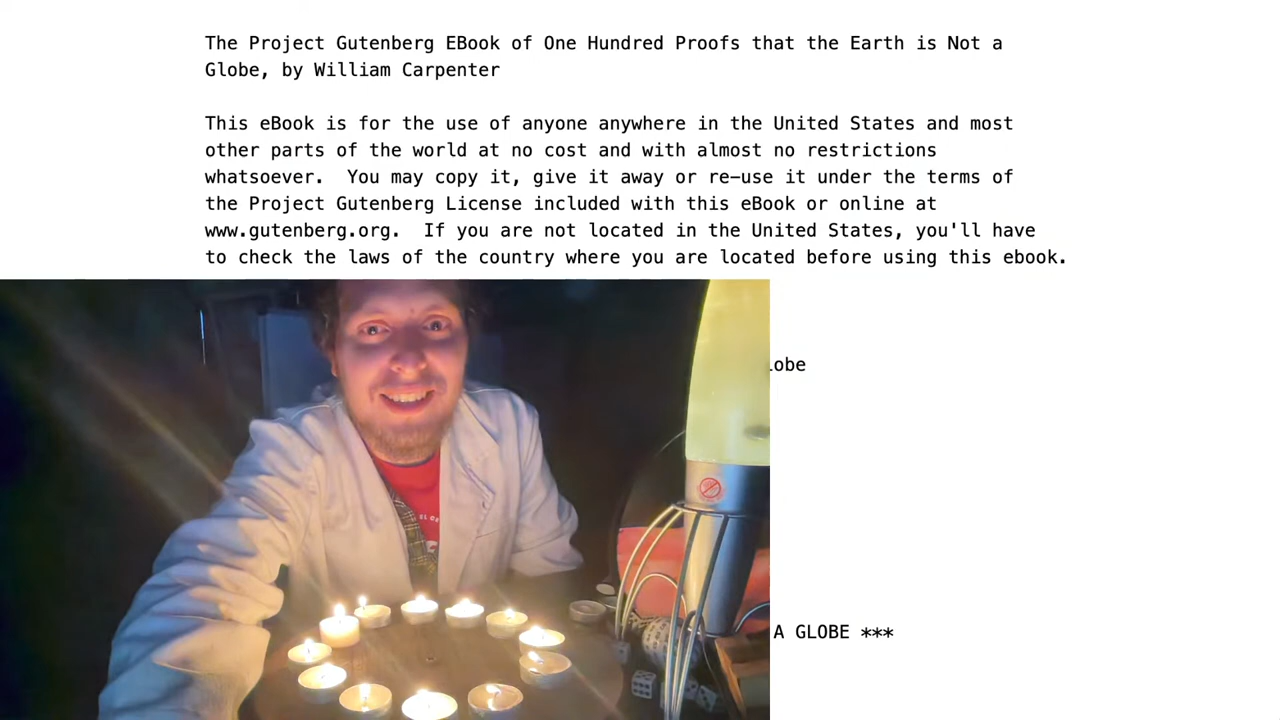 The Project Gutenberg EBook of One Hundred Proofs that the Earth is Not a
Globe, by William Carpenter
This eBook is for the use of anyone anywhere in the United States and most
other parts of the world at no cost and with almost no restrictions
whatsoever.  You may copy it, give it away or re-use it under the terms of
the Project Gutenberg License included with this eBook or online at
www.gutenberg.org.  If you are not located in the United States, you'll have
to check the laws of the country where you are located before using this ebook.
lobe
A GLOBE ***